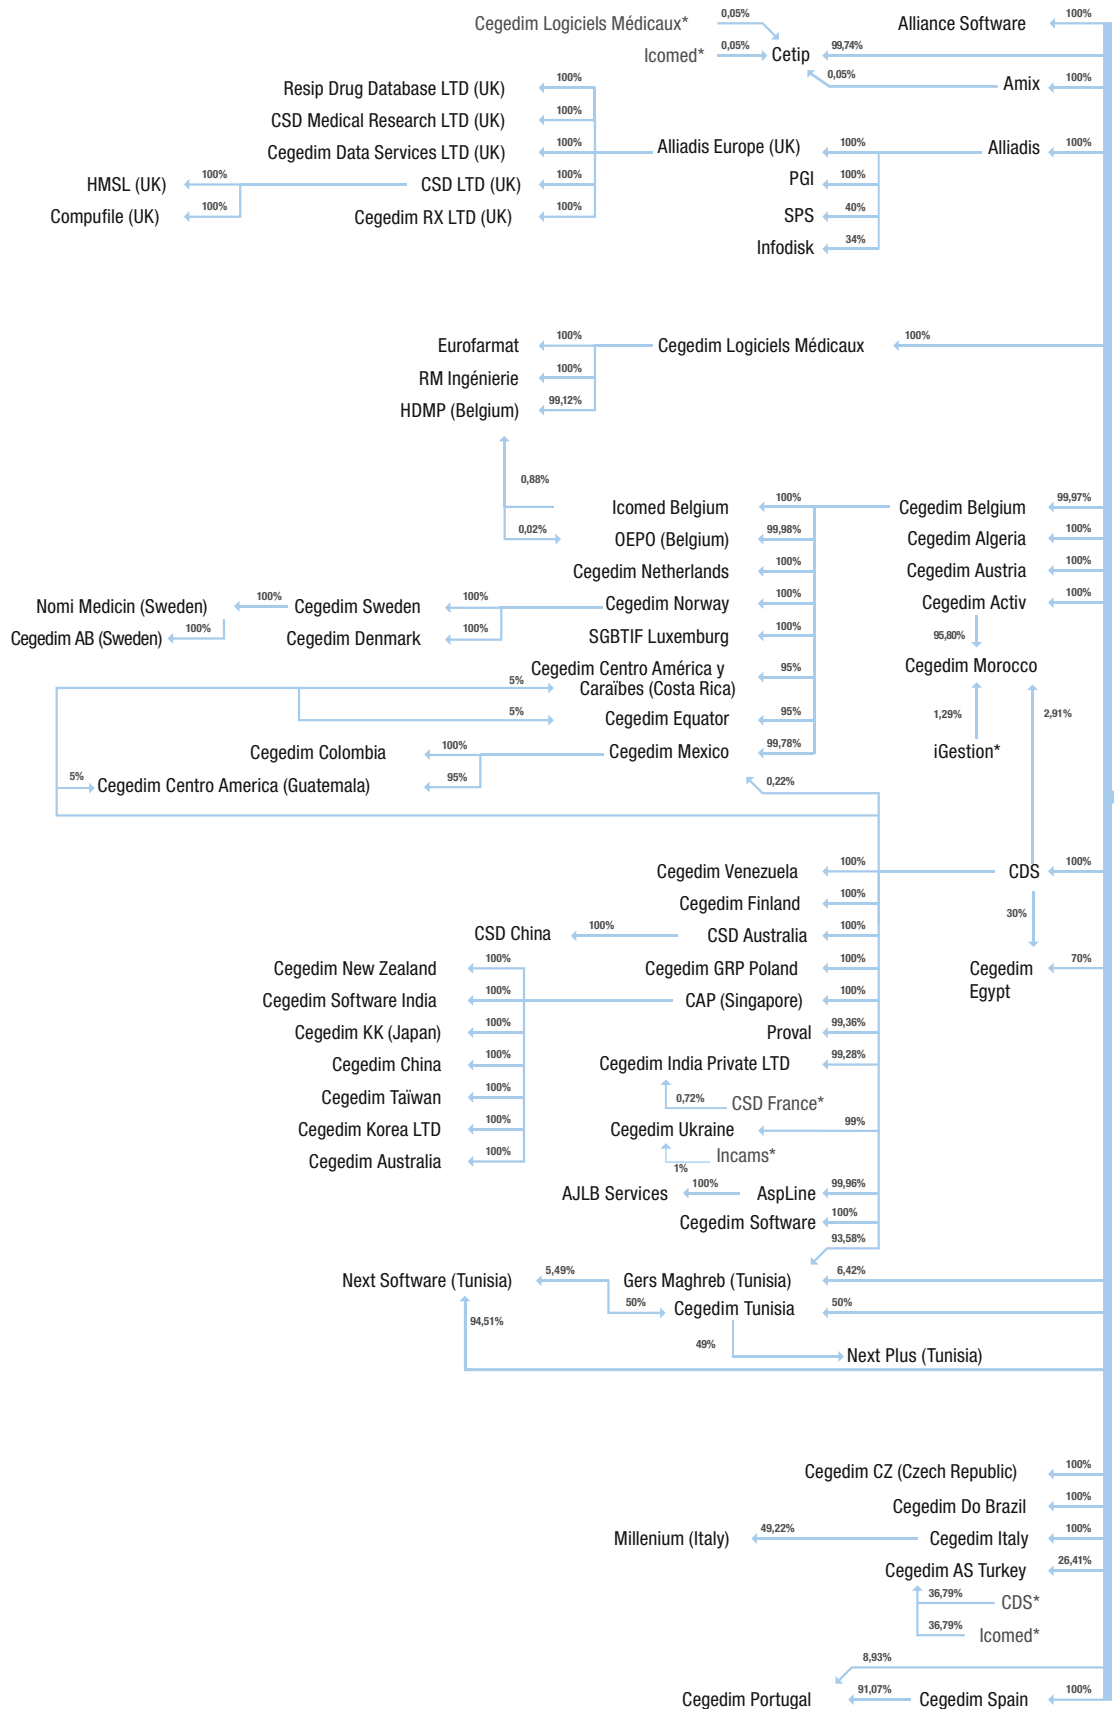 Cegedim Logiciels Médicaux* 0,05% Alliance Software 100%
Icomed* 0,05% Cetip 99,74%
0,05% Amix 100%
Resip Drug Database LTD (UK) 100%
CSD Medical Research LTD (UK) 100%
Cegedim Data Services LTD (UK) 100% Alliadis Europe (UK) 100% Alliadis 100%
HMSL (UK) 100% CSD LTD (UK) 100% PGI 100%
Compufile (UK) 100% Cegedim RX LTD (UK) 100% SPS 40%
Infodisk 34%
Eurofarmat 100% Cegedim Logiciels Médicaux 100%
RM Ingénierie 100%
HDMP (Belgium) 99,12%
0,88%
Icomed Belgium 100% Cegedim Belgium 99,97%
0,02% OEPO (Belgium) 99,98% Cegedim Algeria 100%
Cegedim Netherlands 100% Cegedim Austria 100%
Nomi Medicin (Sweden) 100% Cegedim Sweden 100% Cegedim Norway 100% Cegedim Activ 100%
Cegedim AB (Sweden) 100% Cegedim Denmark 100% SGBTIF Luxemburg 100% 95,80%
5% Cegedim Centro América y
Caraïbes (Costa Rica) 95% Cegedim Morocco
5% Cegedim Equator 95% 1,29% 2,91%
Cegedim Colombia 100% Cegedim Mexico 99,78% iGestion*
5% Cegedim Centro America (Guatemala) 95% 0,22%
Cegedim Venezuela 100% CDS 100%
Cegedim Finland 100% 30%
CSD China 100% CSD Australia 100%
Cegedim New Zealand 100% Cegedim GRP Poland 100% Cegedim 70%
Egypt
Cegedim Software India 100% CAP (Singapore) 100%
Cegedim KK (Japan) 100% Proval 99,36%
Cegedim China 100% Cegedim India Private LTD 99,28%
Cegedim Taïwan 100% 0,72% CSD France*
Cegedim Korea LTD 100% Cegedim Ukraine 99%
Cegedim Australia 100% 1% Incams*
AJLB Services 100% AspLine 99,96%
Cegedim Software 100%
93,58%
Next Software (Tunisia) 5,49% Gers Maghreb (Tunisia) 6,42%
50% Cegedim Tunisia 50%
94,51%
49% Next Plus (Tunisia)
Cegedim CZ (Czech Republic) 100%
Cegedim Do Brazil 100%
Millenium (Italy) 49,22% Cegedim Italy 100%
Cegedim AS Turkey 26,41%
36,79% CDS*
36,79% Icomed*
8,93%
Cegedim Portugal 91,07% Cegedim Spain 100%